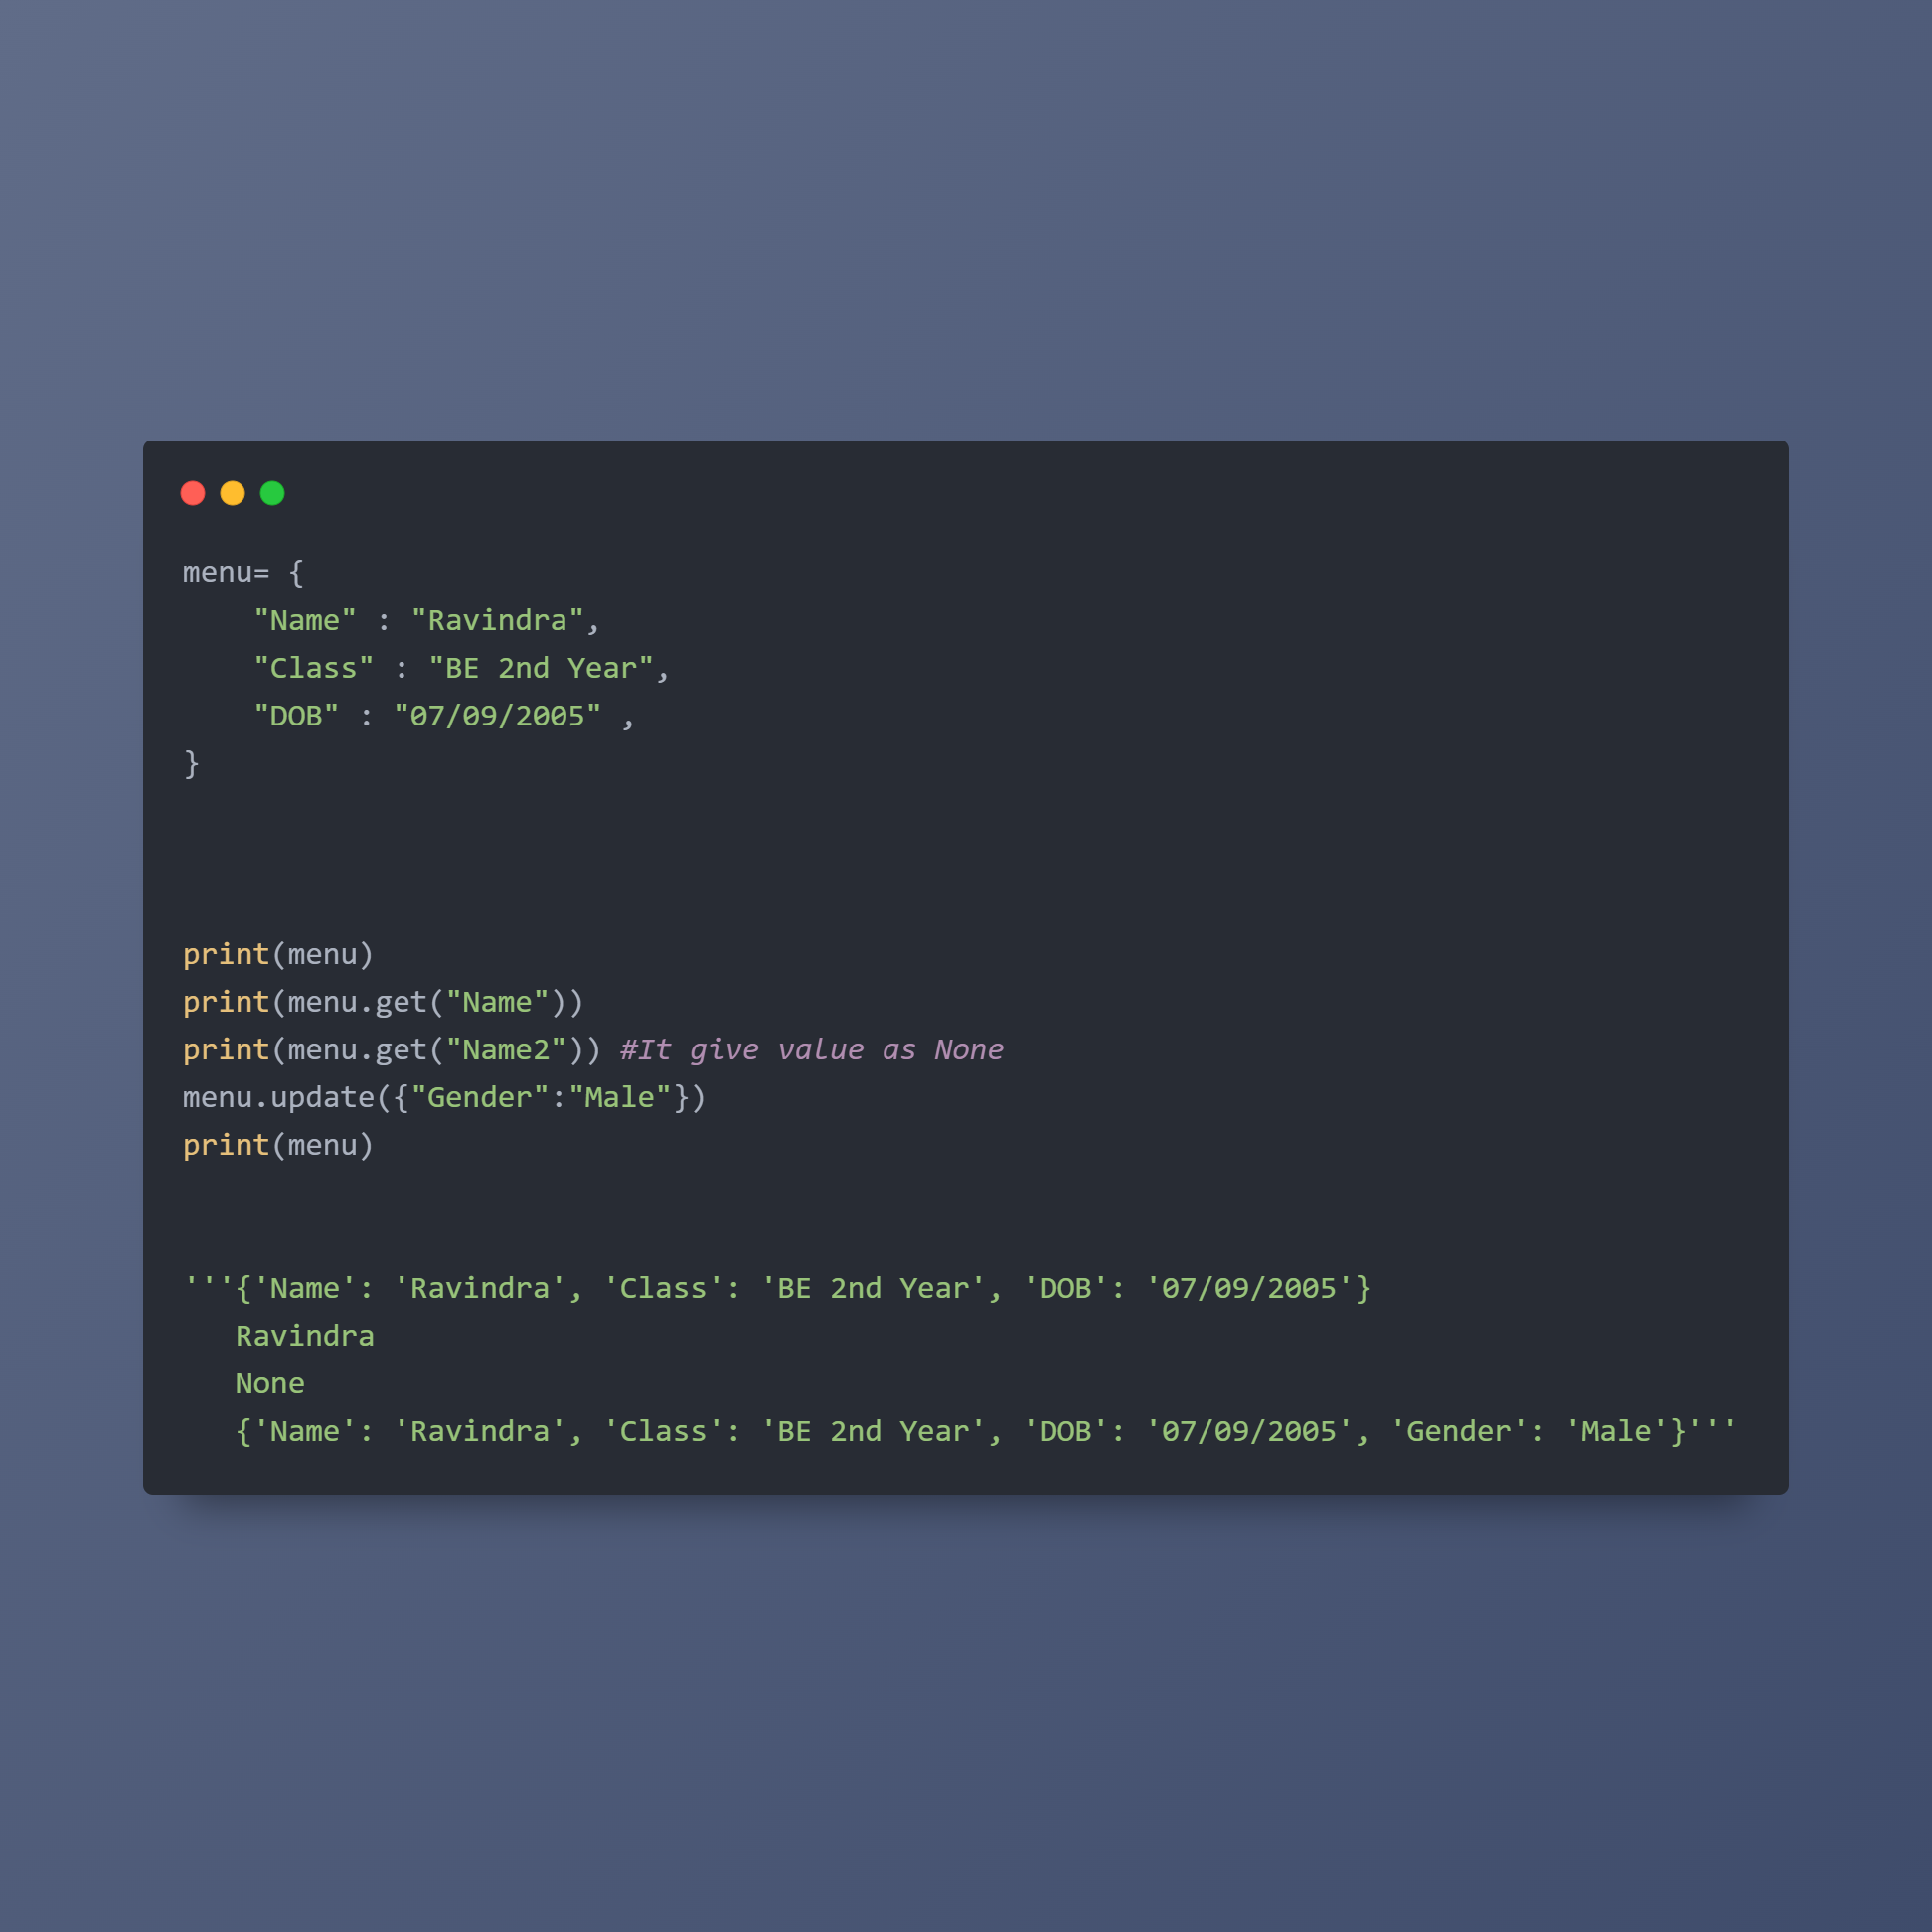 menu= {
    "Name" : "Ravindra",
    "Class" : "BE 2nd Year",
    "DOB" : "07/09/2005" ,
}
print(menu)
print(menu.get("Name"))
print(menu.get("Name2")) #It give value as None
menu.update({"Gender":"Male"})
print(menu)
'''{'Name': 'Ravindra', 'Class': 'BE 2nd Year', 'DOB': '07/09/2005'}
   Ravindra
   None
   {'Name': 'Ravindra', 'Class': 'BE 2nd Year', 'DOB': '07/09/2005', 'Gender': 'Male'}'''